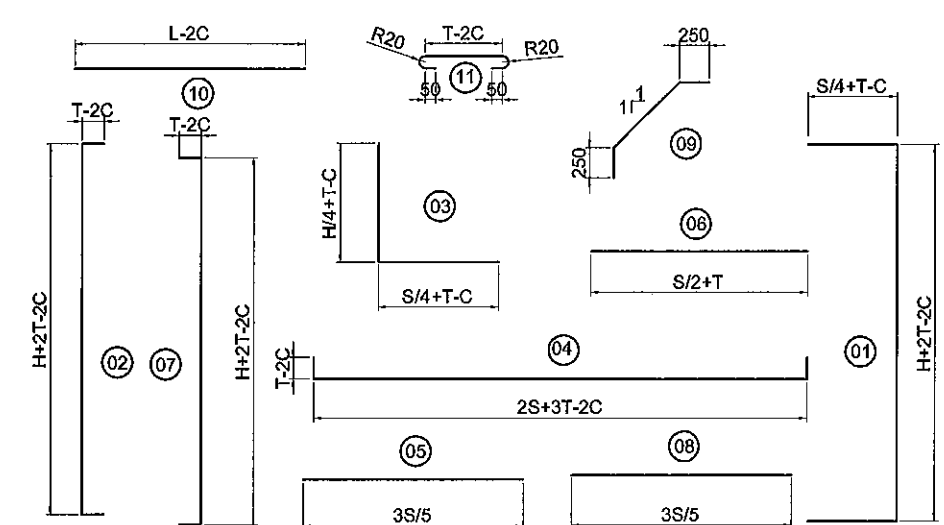 L-2C
10
R20
T-2C
R20
11
50
50
250
1
1
250
09
S/4+T-C
T-2C
T-2C
H+2T-2C
02
07
H+2T-2C
H/4+T-C
03
S/4+T-C
06
S/2+T
01
H+2T-2C
T-2C
04
2S+3T-2C
05
3S/5
08
3S/5